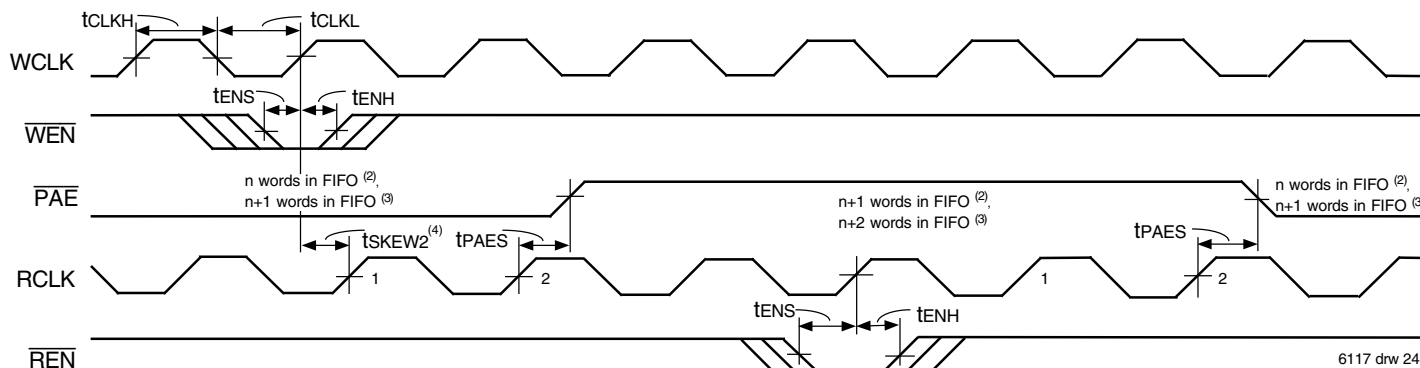 tCLKH
tCLKL
WCLK
tENS
tENH
WEN
n words in FIFO (2),
n+1 words in FIFO (3)
PAE
n+1 words in FIFO (2),
n+2 words in FIFO (3)
n words in FIFO (2),
n+1 words in FIFO (3
tSKEW2(4)
tPAES
tPAES
RCLK
1
2
1
2
tENS
tENH
REN
6117 drw 24